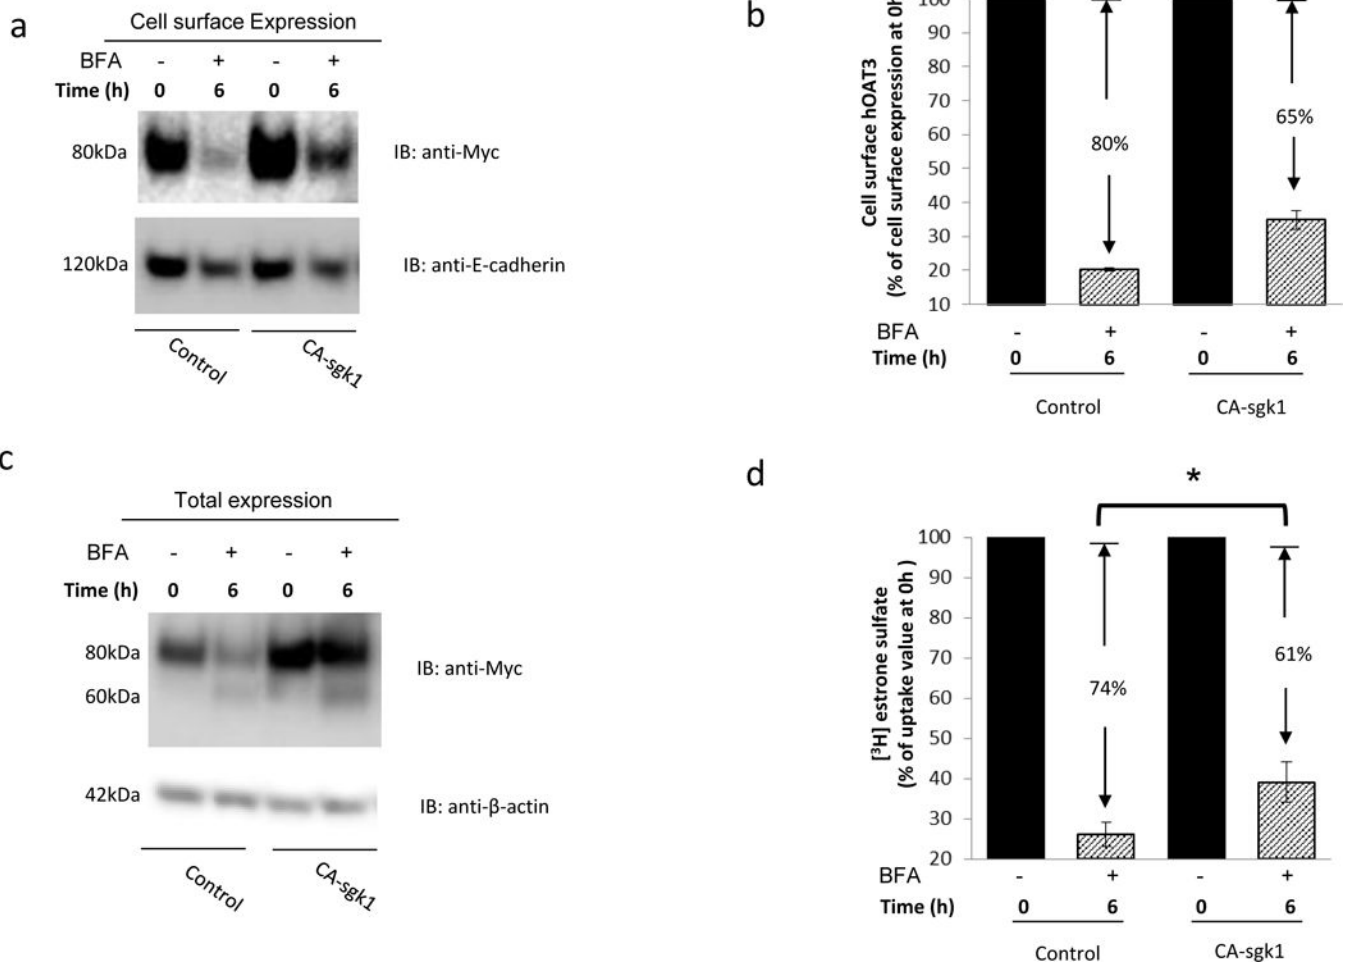 a
Cell surface Expression
BFA - + - +
Time (h) 0 6 0 6
80kDa IB: anti-Myc
120kDa IB: anti-E-cadherin
Control CA-sgk1
b
Cell surface hOAT3
(% of cell surface expression at 0h
100
90
80
70
60
50
40
30
20
10
80%
65%
BFA - + - +
Time (h) 0 6 0 6
Control CA-sgk1
c
Total expression
BFA - + - +
Time (h) 0 6 0 6
80kDa
60kDa
IB: anti-Myc
42kDa IB: anti-β-actin
Control CA-sgk1
d
*
[³H] estrone sulfate
(% of uptake value at 0h )
100
90
80
70
60
50
40
30
20
74%
61%
BFA - + - +
Time (h) 0 6 0 6
Control CA-sgk1